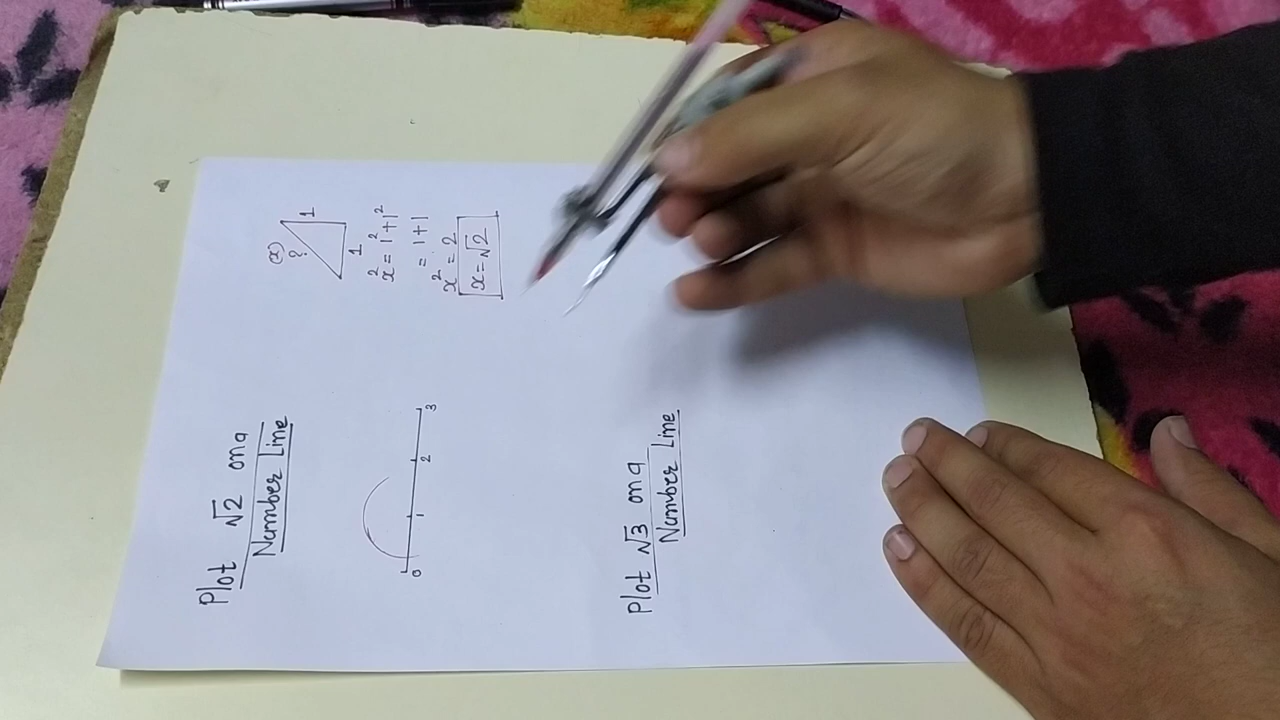 Plot √2 on a
Number Line
(x)
?
1
1
x² = 1² + 1²
= 1 + 1
x² = 2
x = √2
0 1 2 3
Plot √3 on a
Number Line